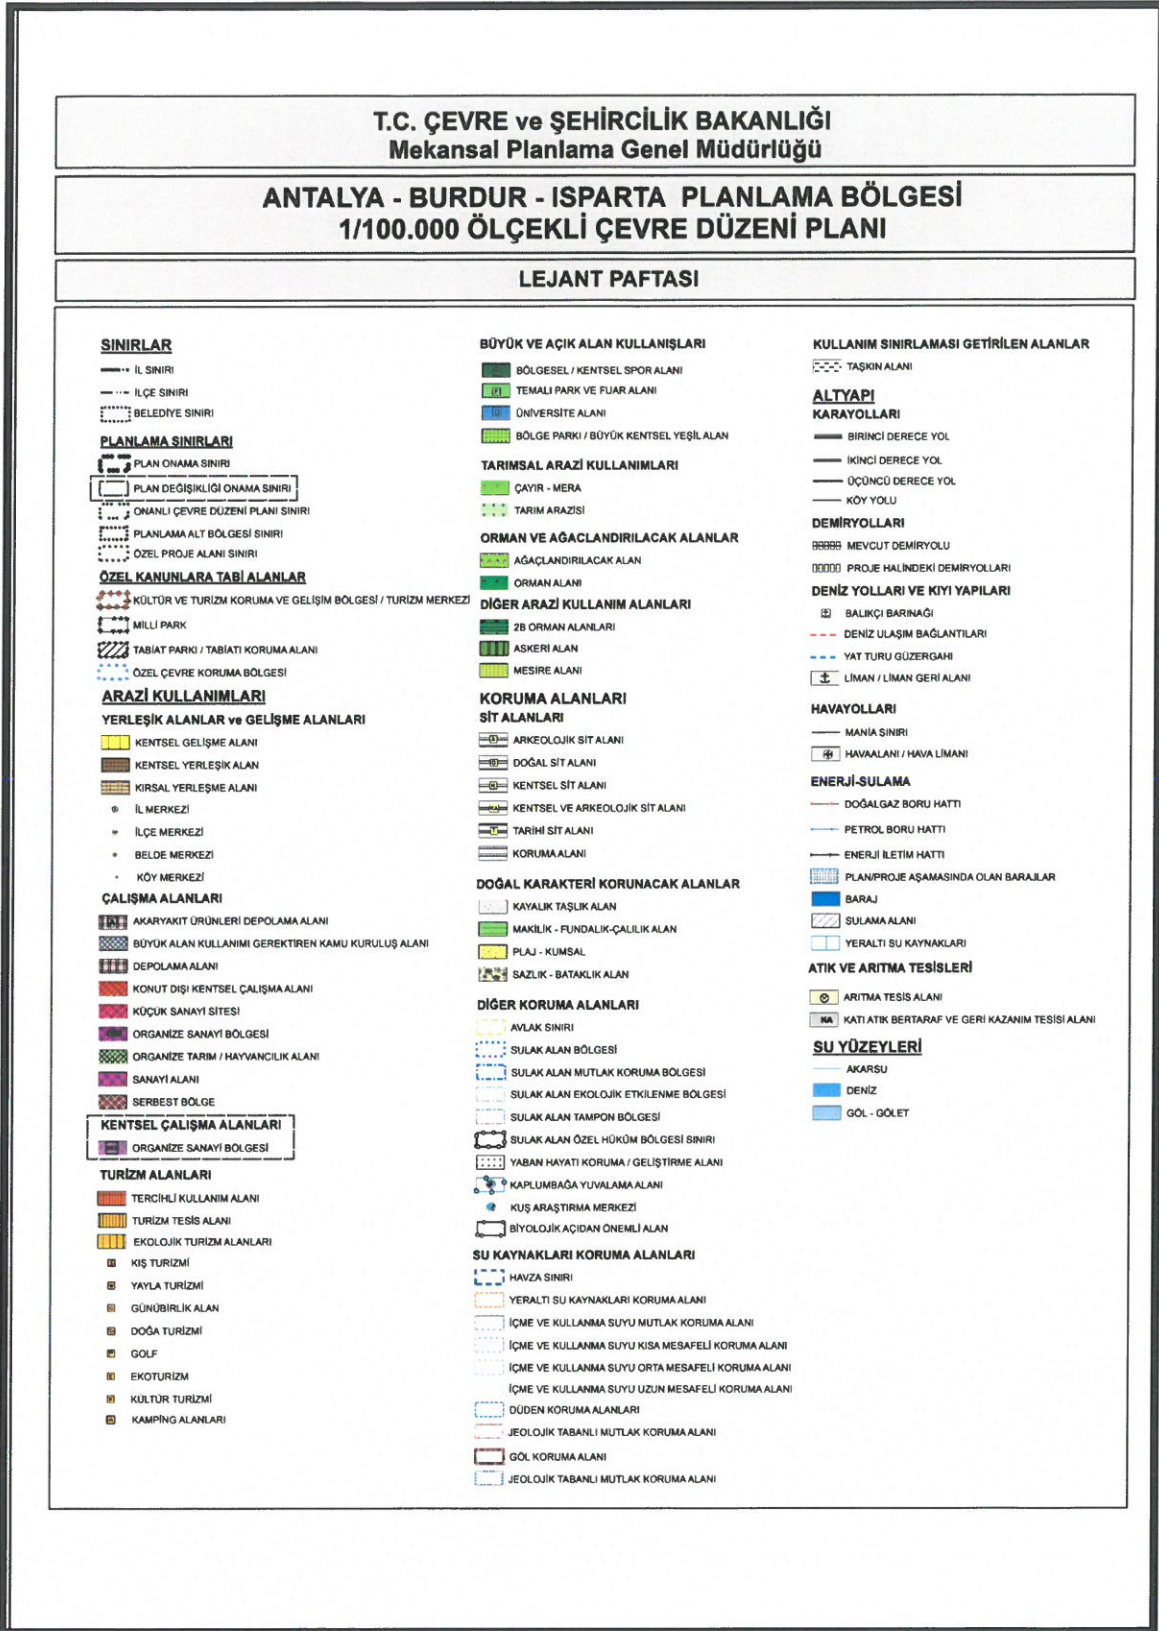 T.C. ÇEVRE ve ŞEHİRCİLİK BAKANLIĞI
Mekansal Planlama Genel Müdürlüğü
ANTALYA - BURDUR - ISPARTA PLANLAMA BÖLGESİ
1/100.000 ÖLÇEKLİ ÇEVRE DÜZENİ PLANI
LEJANT PAFTASI
SINIRLAR
İL SINIRI
İLÇE SINIRI
BELEDİYE SINIRI
PLANLAMA SINIRLARI
PLAN ONAMA SINIRI
PLAN DEĞİŞİKLİĞİ ONAMA SINIRI
ONANLI ÇEVRE DÜZENİ PLANI SINIRI
PLANLAMA ALT BÖLGESİ SINIRI
ÖZEL PROJE ALANI SINIRI
ÖZEL KANUNLARA TABİ ALANLAR
KÜLTÜR VE TURİZM KORUMA VE GELİŞİM BÖLGESİ / TURİZM MERKEZİ
MİLLİ PARK
TABİAT PARKI / TABİATI KORUMA ALANI
ÖZEL ÇEVRE KORUMA BÖLGESİ
ARAZİ KULLANIMLARI
YERLEŞİK ALANLAR ve GELİŞME ALANLARI
KENTSEL GELİŞME ALANI
KENTSEL YERLEŞİK ALAN
KIRSAL YERLEŞME ALANI
İL MERKEZİ
İLÇE MERKEZİ
BELDE MERKEZİ
KÖY MERKEZİ
ÇALIŞMA ALANLARI
AKARYAKIT ÜRÜNLERİ DEPOLAMA ALANI
BÜYÜK ALAN KULLANIMI GEREKTİREN KAMU KURULUŞ ALANI
DEPOLAMA ALANI
KONUT DIŞI KENTSEL ÇALIŞMA ALANI
KÜÇÜK SANAYİ SİTESİ
ORGANİZE SANAYİ BÖLGESİ
ORGANİZE TARIM / HAYVANCILIK ALANI
SANAYİ ALANI
SERBEST BÖLGE
KENTSEL ÇALIŞMA ALANLARI
ORGANİZE SANAYİ BÖLGESİ
TURİZM ALANLARI
TERCİHLİ KULLANIM ALANI
TURİZM TESİS ALANI
EKOLOJİK TURİZM ALANLARI
KIŞ TURİZMİ
YAYLA TURİZMİ
GÜNÜBİRLİK ALAN
DOĞA TURİZMİ
GOLF
EKOTURİZM
KÜLTÜR TURİZMİ
KAMPİNG ALANLARI
BÜYÜK VE AÇIK ALAN KULLANIŞLARI
BÖLGESEL / KENTSEL SPOR ALANI
TEMALI PARK VE FUAR ALANI
ÜNİVERSİTE ALANI
BÖLGE PARKI / BÜYÜK KENTSEL YEŞİL ALAN
TARIMSAL ARAZİ KULLANIMLARI
ÇAYIR - MERA
TARIM ARAZİSİ
ORMAN VE AĞAÇLANDIRILACAK ALANLAR
AĞAÇLANDIRILACAK ALAN
ORMAN ALANI
DİĞER ARAZİ KULLANIM ALANLARI
2B ORMAN ALANLARI
ASKERİ ALAN
MESİRE ALANI
KORUMA ALANLARI
SİT ALANLARI
ARKEOLOJİK SİT ALANI
DOĞAL SİT ALANI
KENTSEL SİT ALANI
KENTSEL VE ARKEOLOJİK SİT ALANI
TARİHİ SİT ALANI
KORUMA ALANI
DOĞAL KARAKTERİ KORUNACAK ALANLAR
KAYALIK TAŞLIK ALAN
MAKİLİK - FUNDALIK-ÇALILIK ALAN
PLAJ - KUMSAL
SAZLIK - BATAKLIK ALAN
DİĞER KORUMA ALANLARI
AVLAK SINIRI
SULAK ALAN BÖLGESİ
SULAK ALAN MUTLAK KORUMA BÖLGESİ
SULAK ALAN EKOLOJİK ETKİLENME BÖLGESİ
SULAK ALAN TAMPON BÖLGESİ
SULAK ALAN ÖZEL HÜKÜM BÖLGESİ SINIRI
YABAN HAYATI KORUMA / GELİŞTİRME ALANI
KAPLUMBAĞA YUVALAMA ALANI
KUŞ ARAŞTIRMA MERKEZİ
BİYOLOJİK AÇIDAN ÖNEMLİ ALAN
SU KAYNAKLARI KORUMA ALANLARI
HAVZA SINIRI
YERALTI SU KAYNAKLARI KORUMA ALANI
İÇME VE KULLANMA SUYU MUTLAK KORUMA ALANI
İÇME VE KULLANMA SUYU KISA MESAFELİ KORUMA ALANI
İÇME VE KULLANMA SUYU ORTA MESAFELİ KORUMA ALANI
İÇME VE KULLANMA SUYU UZUN MESAFELİ KORUMA ALANI
DÜDEN KORUMA ALANLARI
JEOLOJİK TABANLI MUTLAK KORUMA ALANI
GÖL KORUMA ALANI
JEOLOJİK TABANLI MUTLAK KORUMA ALANI
KULLANIM SINIRLAMASI GETİRİLEN ALANLAR
TAŞKIN ALANI
ALTYAPI
KARAYOLLARI
BİRİNCİ DERECE YOL
İKİNCİ DERECE YOL
ÜÇÜNCÜ DERECE YOL
KÖY YOLU
DEMİRYOLLARI
MEVCUT DEMİRYOLU
PROJE HALİNDEKİ DEMİRYOLLARI
DENİZ YOLLARI VE KIYI YAPILARI
BALIKÇI BARINAĞI
DENİZ ULAŞIM BAĞLANTILARI
YAT TURU GÜZERGAHI
LİMAN / LİMAN GERİ ALANI
HAVAYOLLARI
MANİA SINIRI
HAVAALANI / HAVA LİMANI
ENERJİ-SULAMA
DOĞALGAZ BORU HATTI
PETROL BORU HATTI
ENERJİ İLETİM HATTI
PLAN/PROJE AŞAMASINDA OLAN BARAJLAR
BARAJ
SULAMA ALANI
YERALTI SU KAYNAKLARI
ATIK VE ARITMA TESİSLERİ
ARITMA TESİS ALANI
KA KATI ATIK BERTARAF VE GERİ KAZANIM TESİSİ ALANI
SU YÜZEYLERİ
AKARSU
DENİZ
GÖL - GÖLET